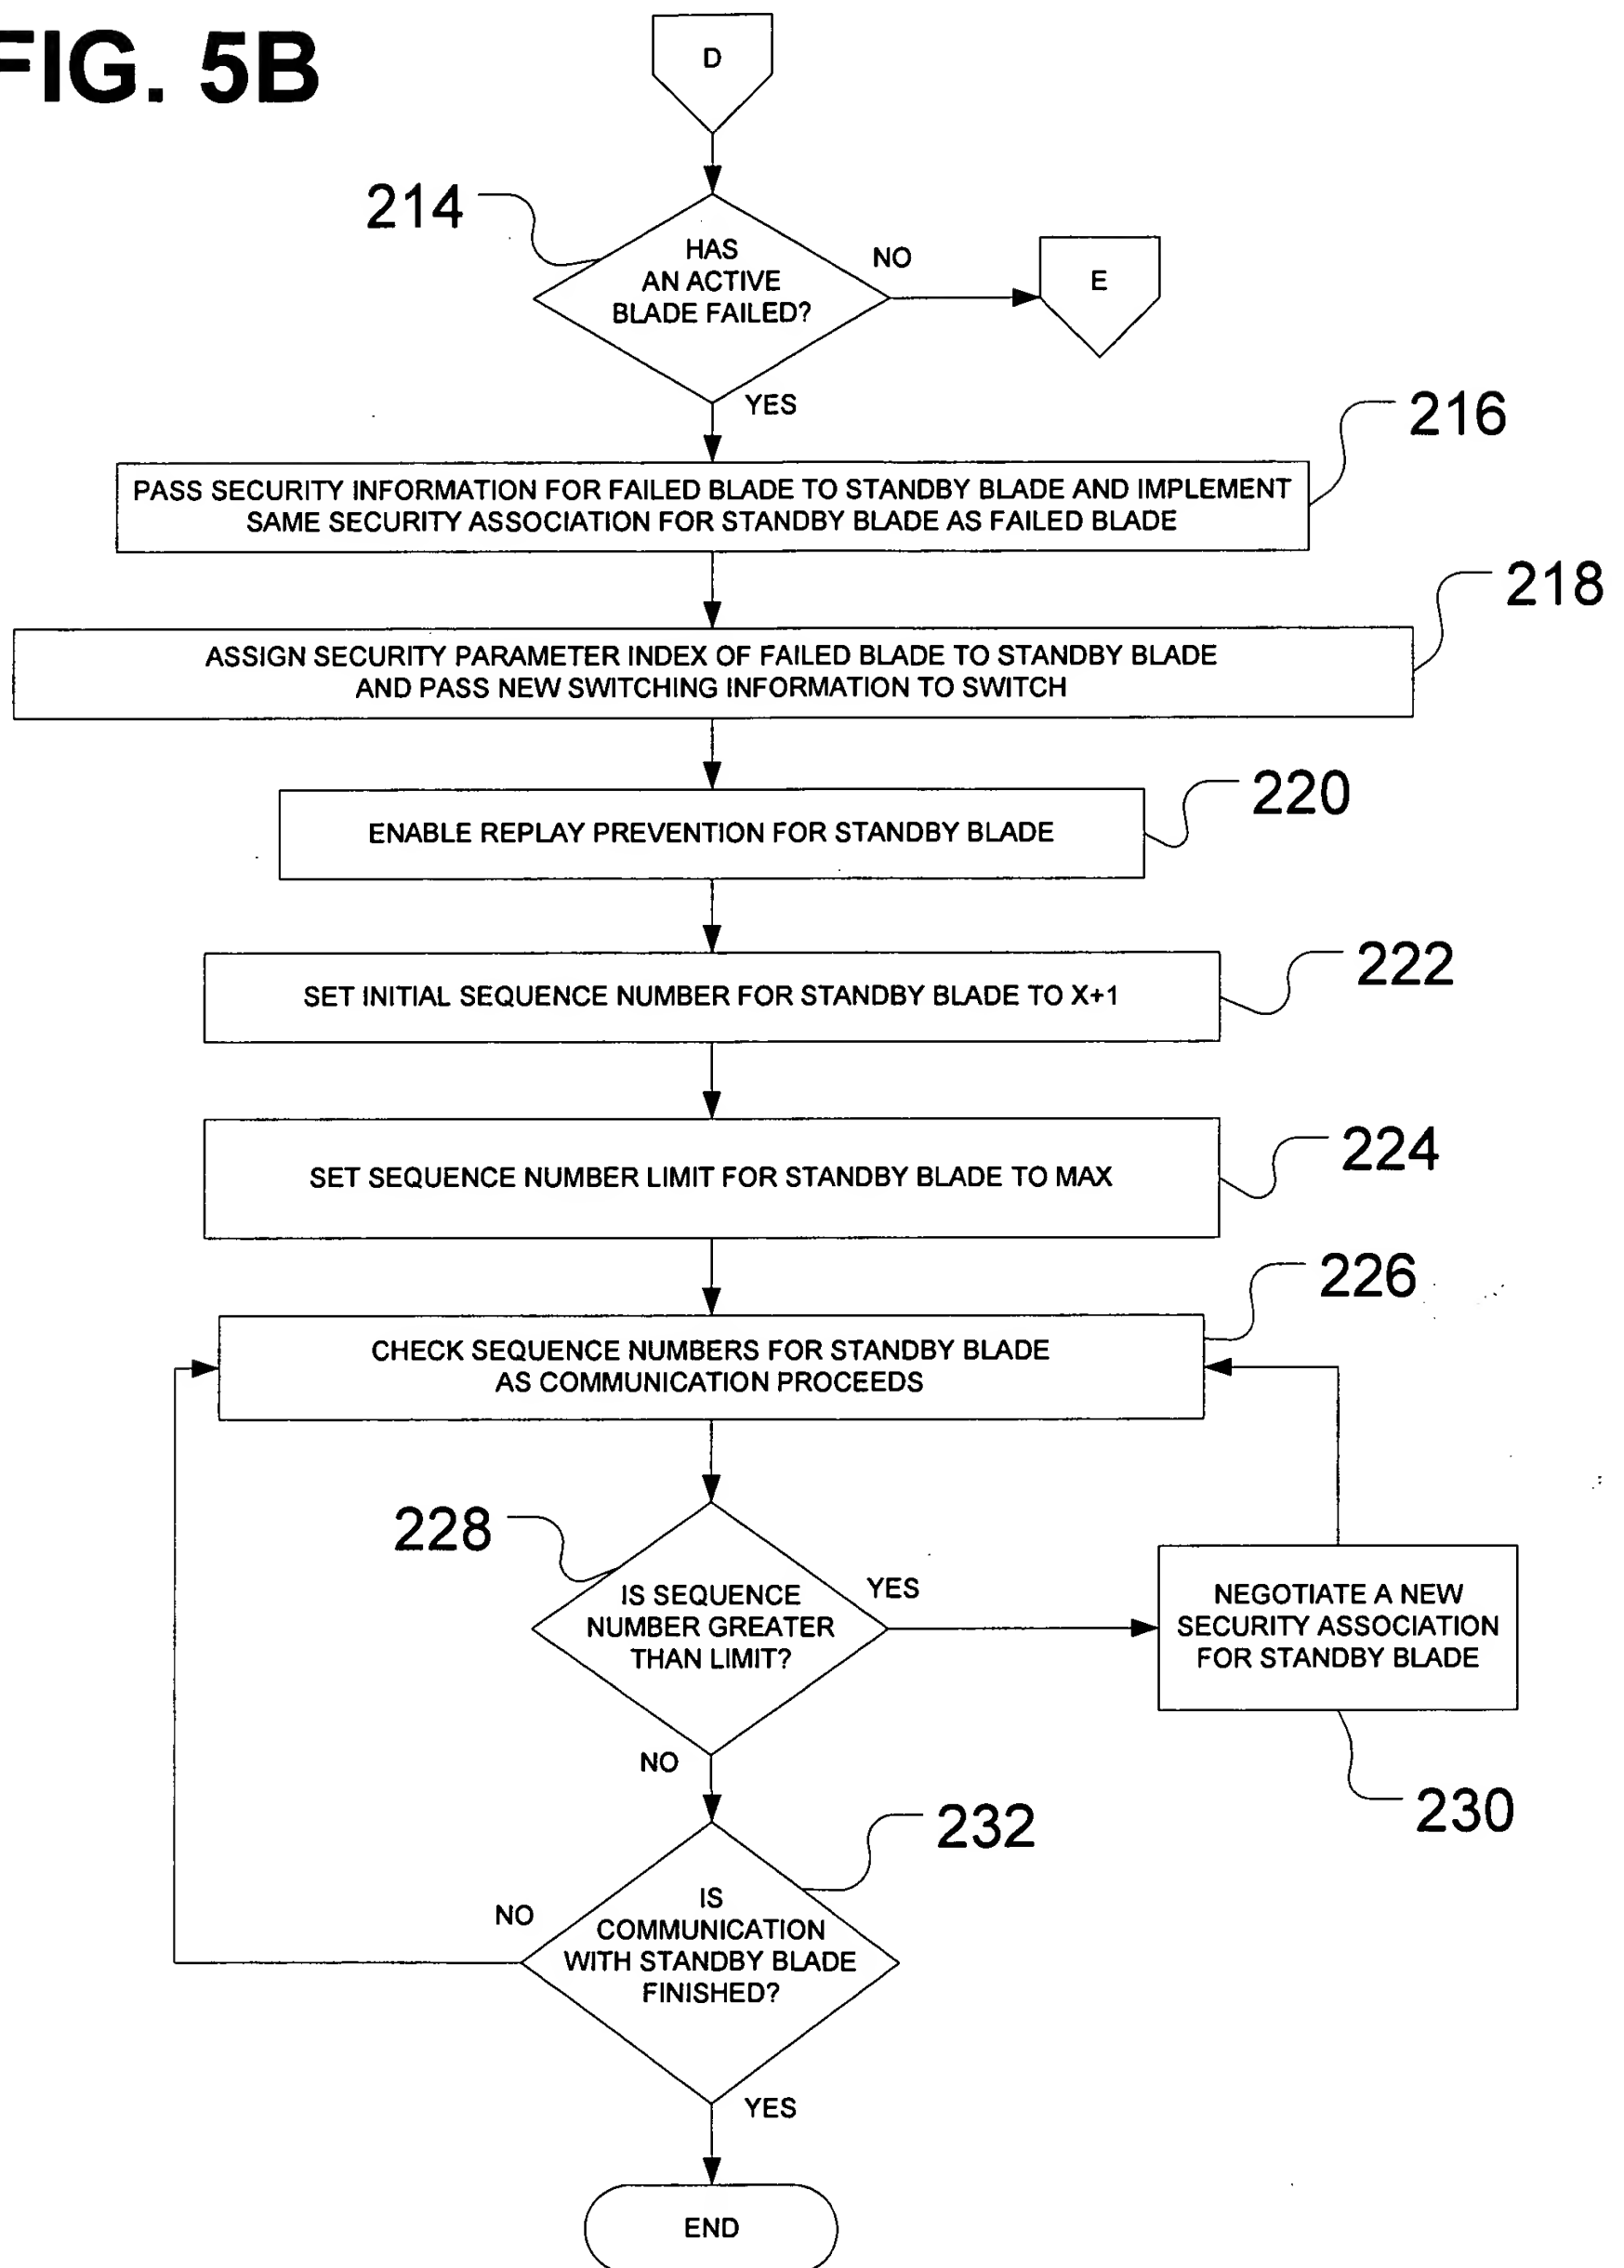 FIG. 5B
D
214
HAS
AN ACTIVE
BLADE FAILED?
NO
E
YES
216
PASS SECURITY INFORMATION FOR FAILED BLADE TO STANDBY BLADE AND IMPLEMENT
SAME SECURITY ASSOCIATION FOR STANDBY BLADE AS FAILED BLADE
218
ASSIGN SECURITY PARAMETER INDEX OF FAILED BLADE TO STANDBY BLADE
AND PASS NEW SWITCHING INFORMATION TO SWITCH
220
ENABLE REPLAY PREVENTION FOR STANDBY BLADE
222
SET INITIAL SEQUENCE NUMBER FOR STANDBY BLADE TO X+1
224
SET SEQUENCE NUMBER LIMIT FOR STANDBY BLADE TO MAX
226
CHECK SEQUENCE NUMBERS FOR STANDBY BLADE
AS COMMUNICATION PROCEEDS
228
IS SEQUENCE
NUMBER GREATER
THAN LIMIT?
YES
NEGOTIATE A NEW
SECURITY ASSOCIATION
FOR STANDBY BLADE
230
NO
232
IS
COMMUNICATION
WITH STANDBY BLADE
FINISHED?
NO
YES
END